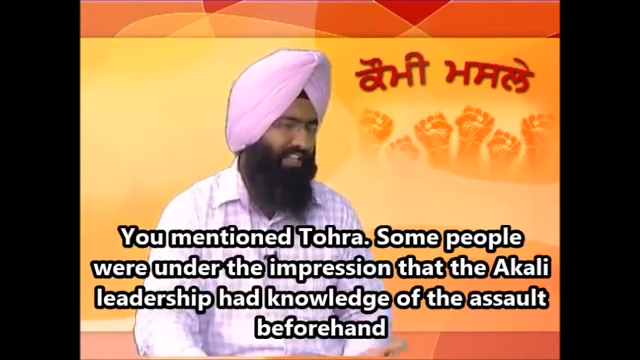 ਕੌਮੀ ਮਸਲੇ
You mentioned Tohra. Some people
were under the impression that the Akali
leadership had knowledge of the assault
beforehand